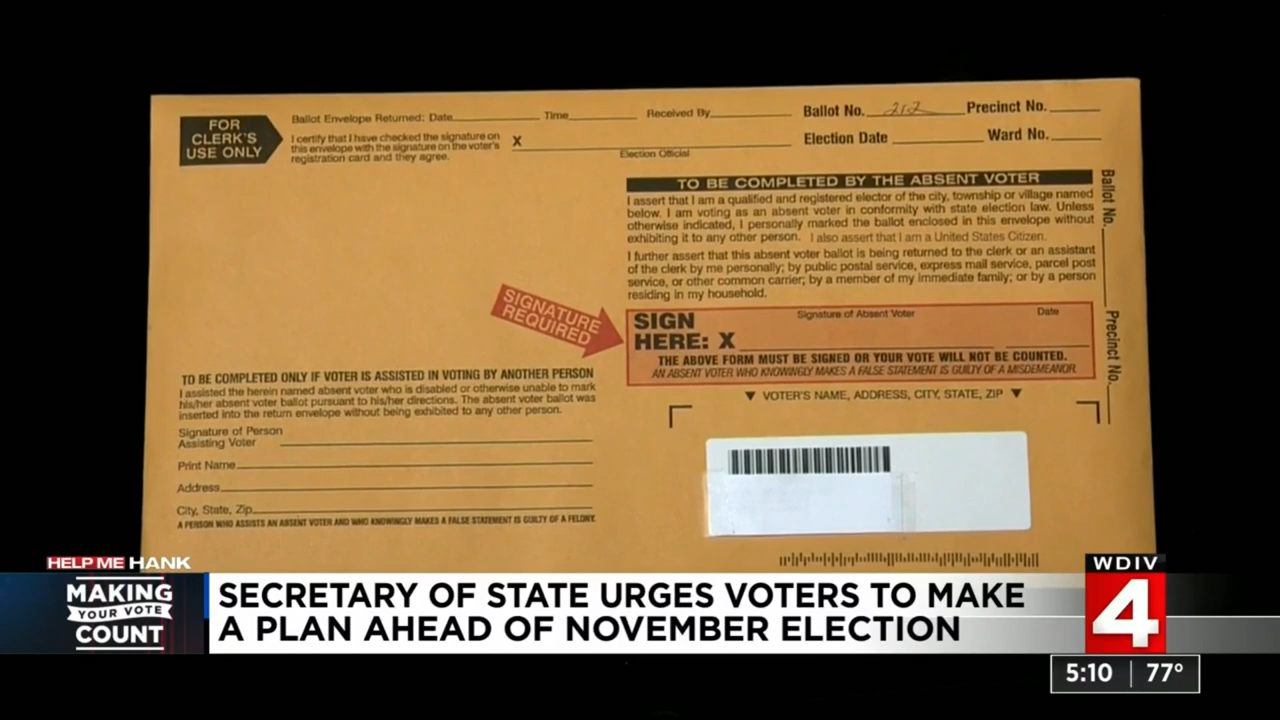 FOR
CLERK'S
USE ONLY
Ballot Envelope Returned: Date Time Received By
I certify that I have checked the signature on
this envelope with the signature on the voter's
registration card and they agree.
X
Election Official
Ballot No. 212 Precinct No.
Election Date Ward No.
TO BE COMPLETED BY THE ABSENT VOTER
I assert that I am a qualified and registered elector of the city, township or village named
below. I am voting as an absent voter in conformity with state election law. Unless
otherwise indicated, I personally marked the ballot enclosed in this envelope without
exhibiting it to any other person. I also assert that I am a United States Citizen.
I further assert that this absent voter ballot is being returned to the clerk or an assistant
of the clerk by me personally; by public postal service, express mail service, parcel post
service, or other common carrier; by a member of my immediate family; or by a person
residing in my household.
Ballot No.
Precinct No.
SIGNATURE
REQUIRED
SIGN
HERE: X
Signature of Absent Voter Date
THE ABOVE FORM MUST BE SIGNED OR YOUR VOTE WILL NOT BE COUNTED.
AN ABSENT VOTER WHO KNOWINGLY MAKES A FALSE STATEMENT IS GUILTY OF A MISDEMEANOR.
▼ VOTER'S NAME, ADDRESS, CITY, STATE, ZIP ▼
TO BE COMPLETED ONLY IF VOTER IS ASSISTED IN VOTING BY ANOTHER PERSON
I assisted the herein named absent voter who is disabled or otherwise unable to mark
his/her absent voter ballot pursuant to his/her directions. The absent voter ballot was
inserted into the return envelope without being exhibited to any other person.
Signature of Person
Assisting Voter
Print Name
Address
City, State, Zip
A PERSON WHO ASSISTS AN ABSENT VOTER AND WHO KNOWINGLY MAKES A FALSE STATEMENT IS GUILTY OF A FELONY.
HELP ME HANK
MAKING
YOUR VOTE
COUNT
SECRETARY OF STATE URGES VOTERS TO MAKE
A PLAN AHEAD OF NOVEMBER ELECTION
WDIV
4
5:10 77°